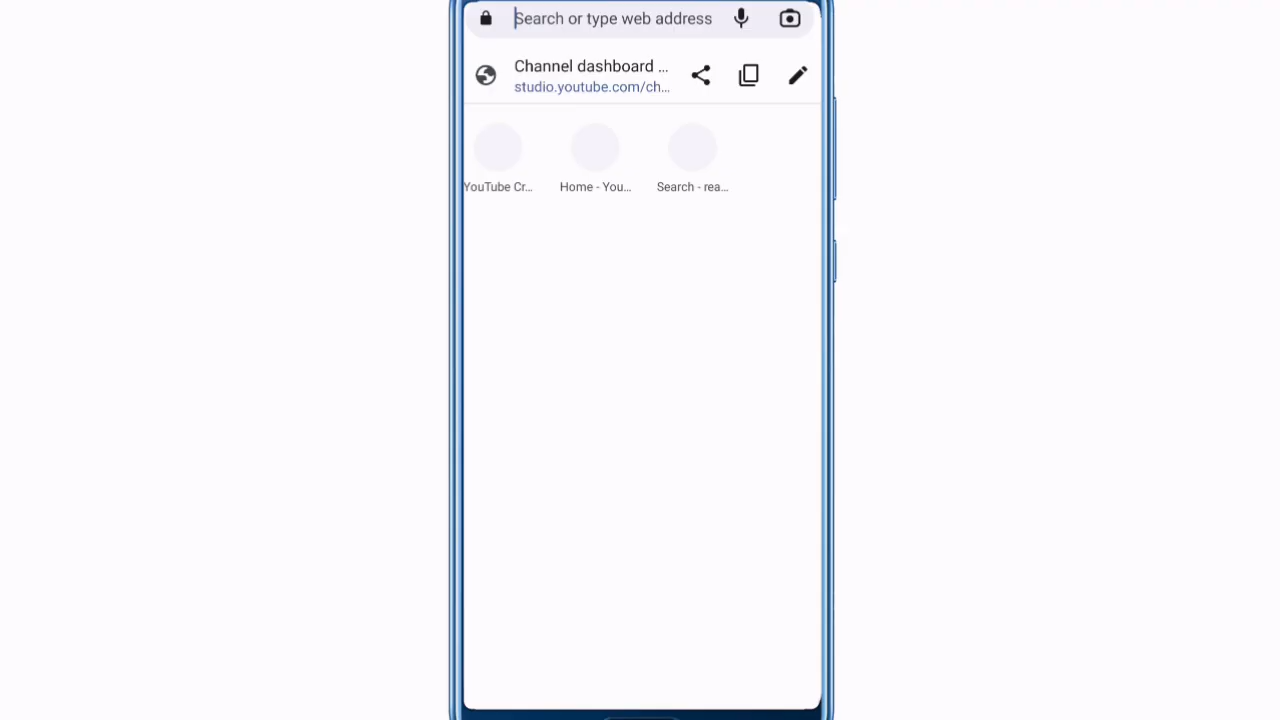 Search or type web address
Channel dashboard ...
studio.youtube.com/ch...
YouTube Cr...
Home - You...
Search - rea...